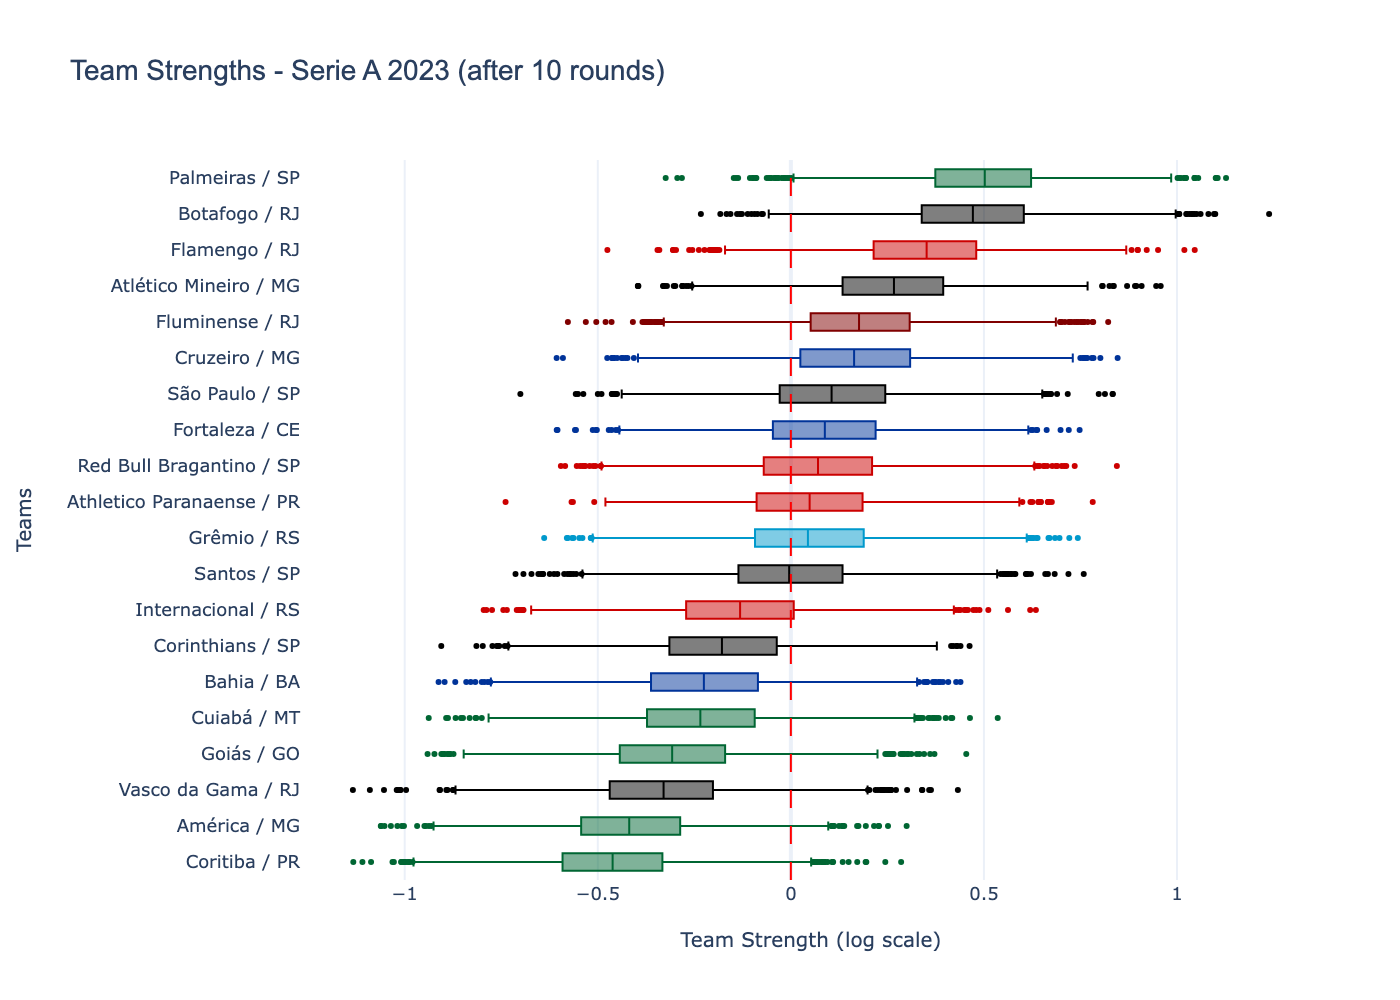 Team Strengths - Serie A 2023 (after 10 rounds)
Teams
Palmeiras / SP
Botafogo / RJ
Flamengo / RJ
Atlético Mineiro / MG
Fluminense / RJ
Cruzeiro / MG
São Paulo / SP
Fortaleza / CE
Red Bull Bragantino / SP
Athletico Paranaense / PR
Grêmio / RS
Santos / SP
Internacional / RS
Corinthians / SP
Bahia / BA
Cuiabá / MT
Goiás / GO
Vasco da Gama / RJ
América / MG
Coritiba / PR
−1 −0.5 0 0.5 1
Team Strength (log scale)